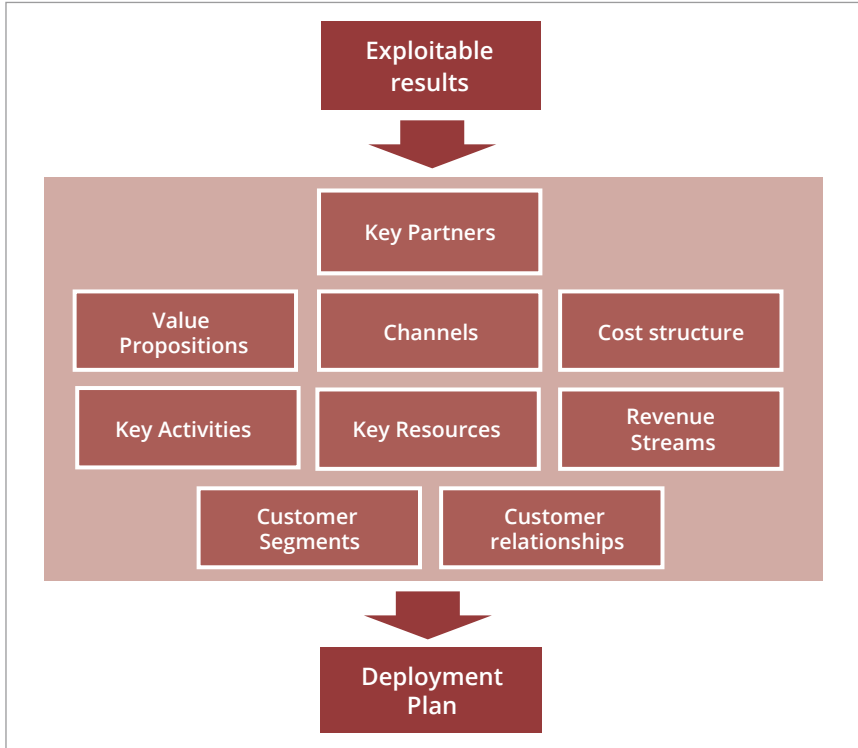 Exploitable
results
Key Partners
Value
Propositions
Channels
Cost structure
Key Activities
Key Resources
Revenue
Streams
Customer
Segments
Customer
relationships
Deployment
Plan